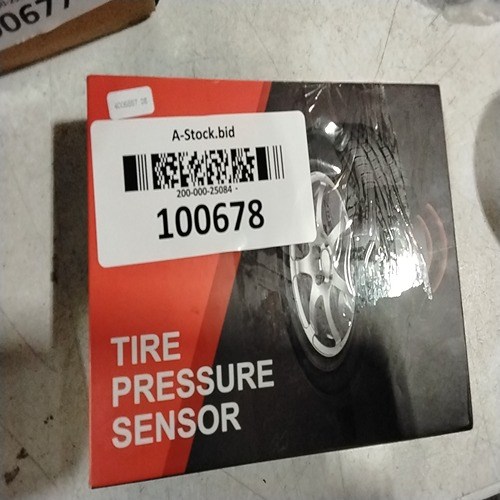 A-Stock.bid
200-000-25084 -
100678
TIRE
PRESSURE
SENSOR